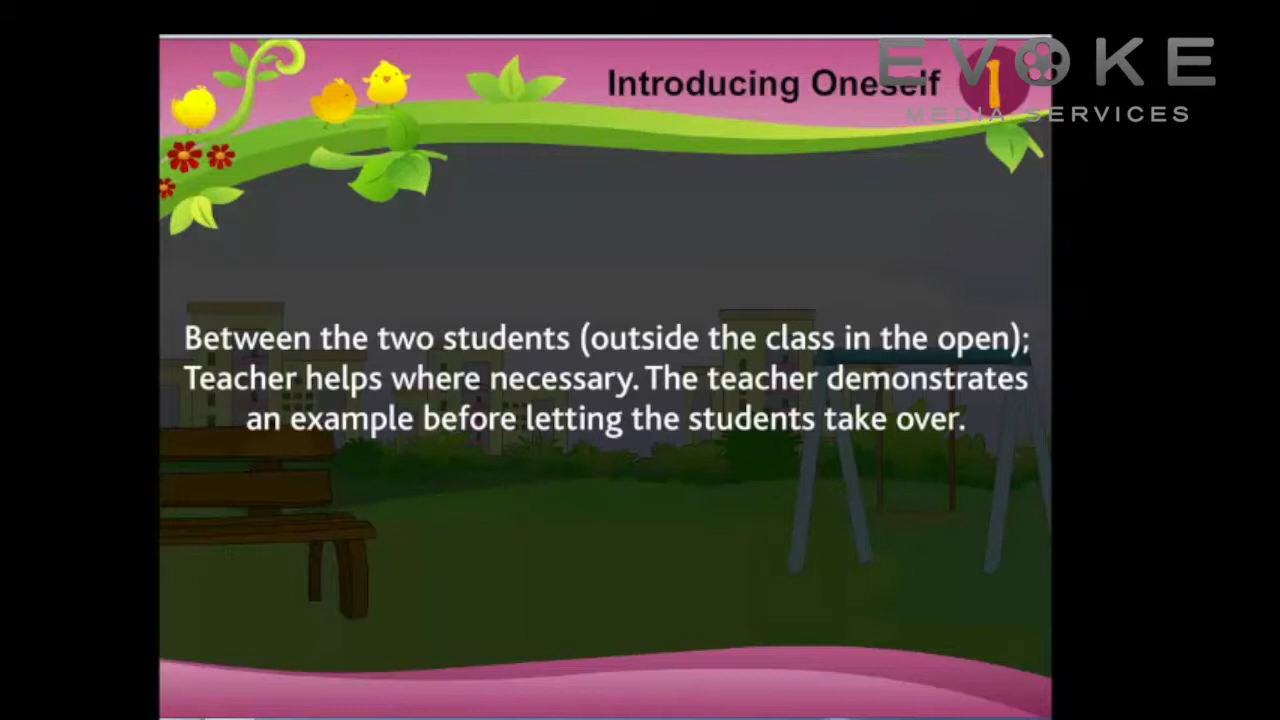 Introducing Oneself
1
EVOKE
MEDIA SERVICES
Between the two students (outside the class in the open);
Teacher helps where necessary. The teacher demonstrates
an example before letting the students take over.